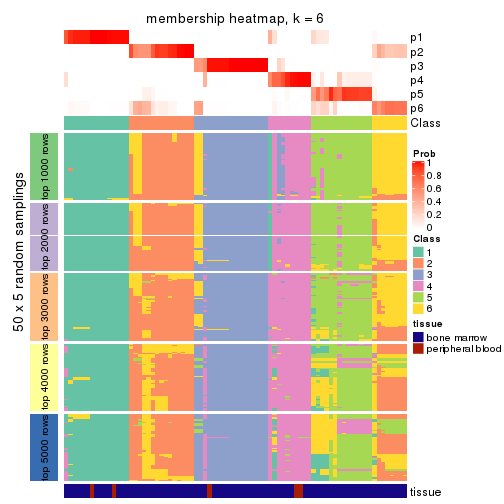 membership heatmap, k = 6
p1
p2
p3
p4
p5
p6
Class
50 x 5 random samplings
top 1000 rows
top 2000 rows
top 3000 rows
top 4000 rows
top 5000 rows
Prob
1
0.8
0.6
0.4
0.2
0
Class
1
2
3
4
5
6
tissue
bone marrow
peripheral blood
tissue